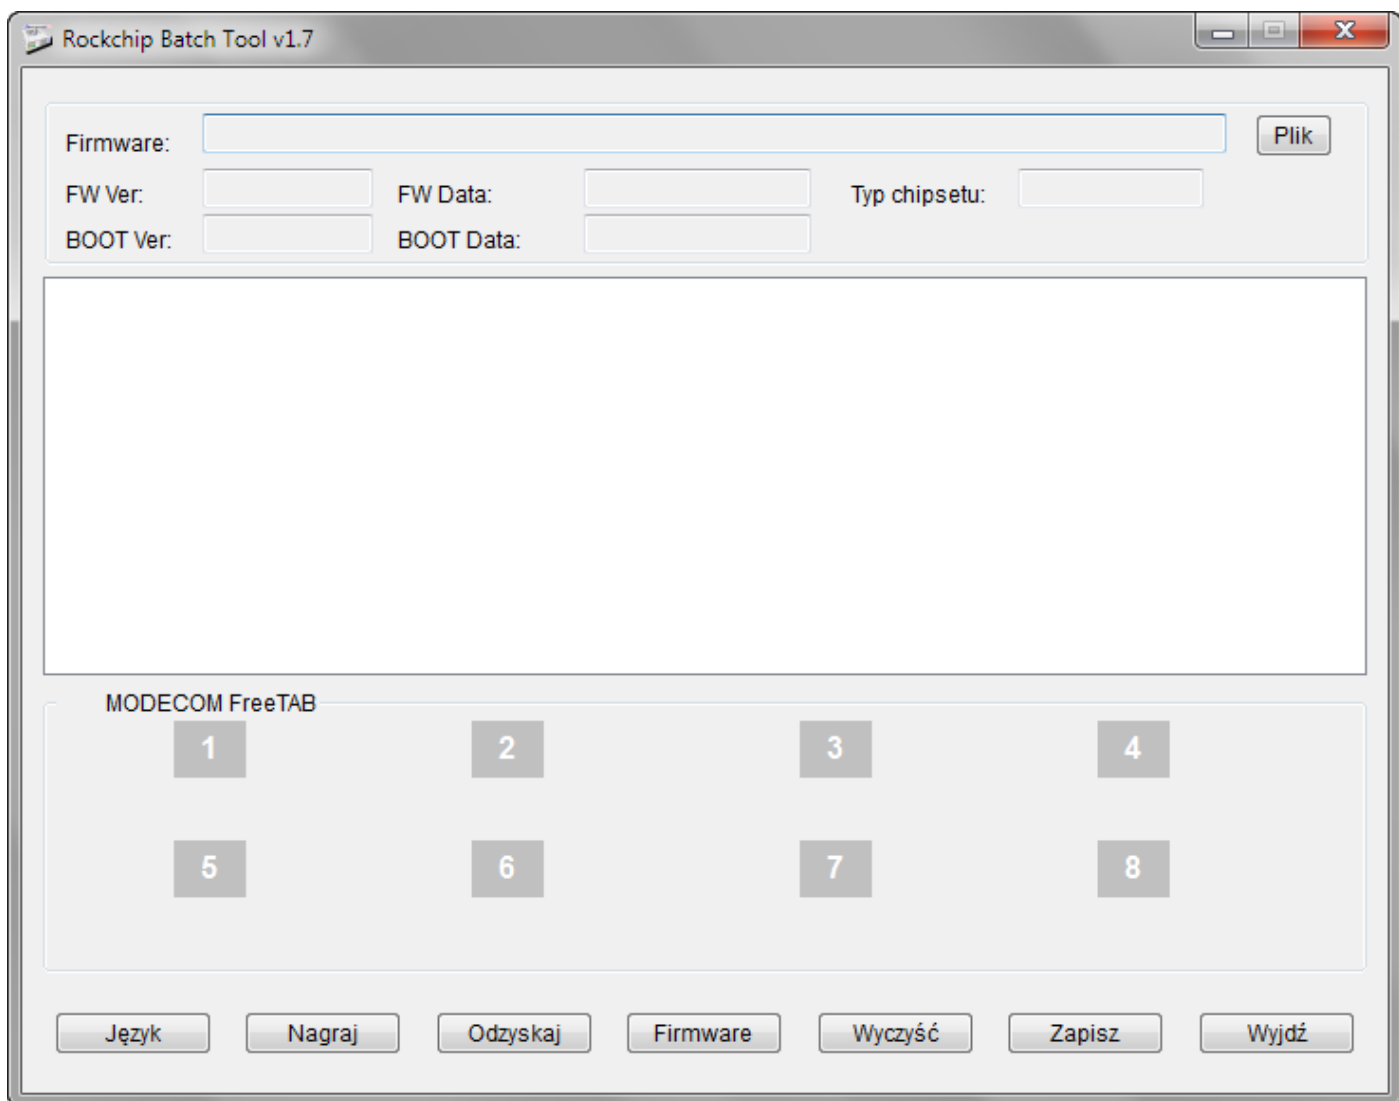 Rockchip Batch Tool v1.7
Firmware: Plik
FW Ver: FW Data: Typ chipsetu:
BOOT Ver: BOOT Data:
MODECOM FreeTAB
1 2 3 4
5 6 7 8
Język Nagraj Odzyskaj Firmware Wyczyść Zapisz Wyjdź